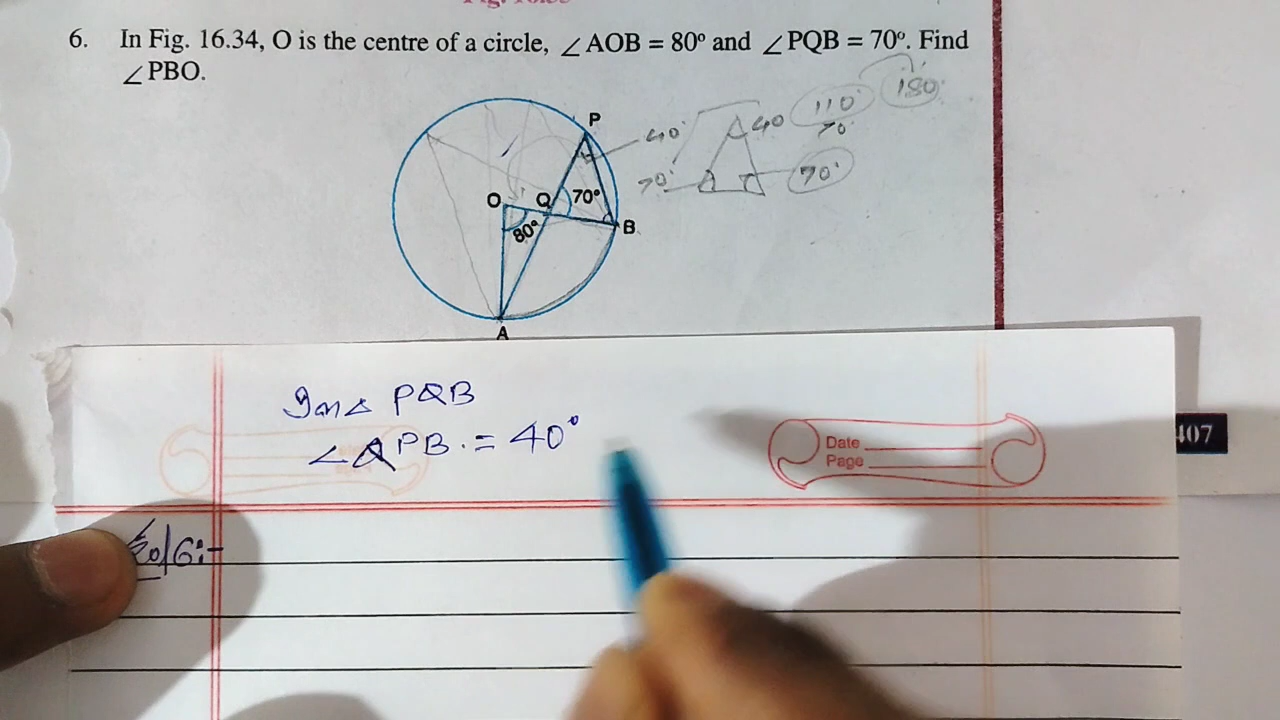 6. In Fig. 16.34, O is the centre of a circle, ∠AOB = 80° and ∠PQB = 70°. Find
∠PBO.
180
P
40
40
110
70
70
70
O
Q
70°
80°
B
A
In Δ PQB
∠QPB. = 40°
Date
Page
407
Sol6:-